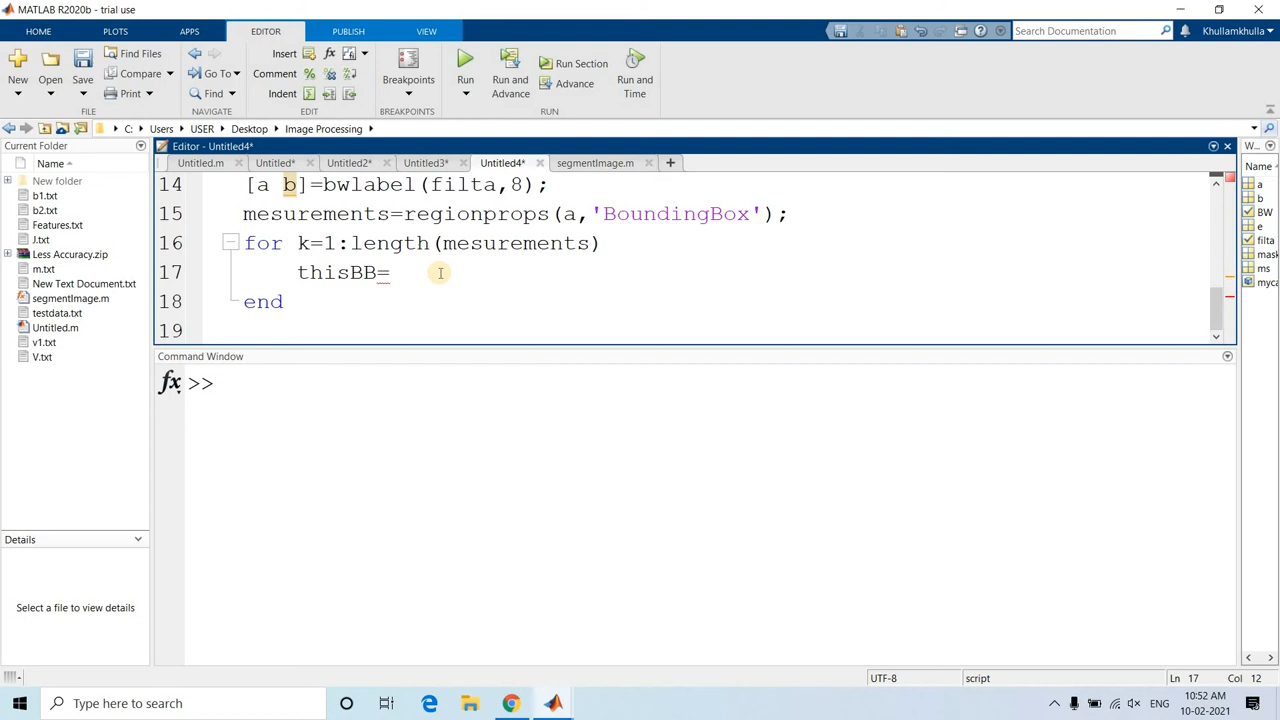 MATLAB R2020b - trial use
HOME PLOTS APPS EDITOR PUBLISH VIEW Search Documentation Khullamkhulla
New Open Save Find Files Compare Print Go To Find Insert fx Comment Indent Breakpoints Run Run and Advance Run Section Advance Run and Time
FILE NAVIGATE EDIT BREAKPOINTS RUN
C: Users USER Desktop Image Processing
Current Folder
Name
New folder
b1.txt
b2.txt
Features.txt
J.txt
Less Accuracy.zip
m.txt
New Text Document.txt
segmentImage.m
testdata.txt
Untitled.m
v1.txt
V.txt
Details
Select a file to view details
Editor - Untitled4*
Untitled.m Untitled* Untitled2* Untitled3* Untitled4* segmentImage.m
14 [a b]=bwlabel(filta,8);
15 mesurements=regionprops(a,'BoundingBox');
16 for k=1:length(mesurements)
17 thisBB=
18 end
19
Command Window
fx >>
W...
Name
a
b
BW
e
filta
mask
ms
myca
UTF-8 script Ln 17 Col 12
Type here to search
ENG
10:52 AM
10-02-2021